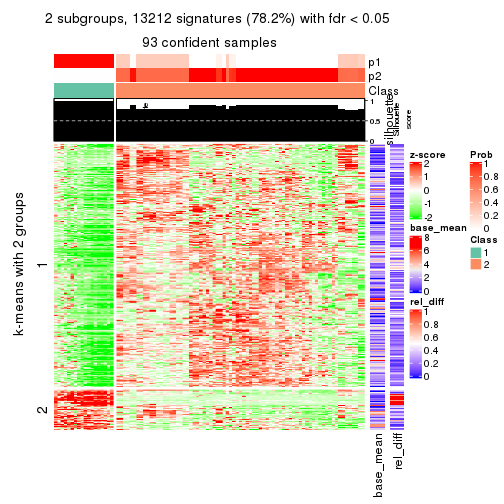 2 subgroups, 13212 signatures (78.2%) with fdr < 0.05
93 confident samples
p1
p2
Class
1
0.5
0
silhouette
Silhouette
score
k-means with 2 groups
1
2
base_mean
rel_diff
z-score
2
1
0
-1
-2
base_mean
8
6
4
2
0
rel_diff
1
0.8
0.6
0.4
0.2
0
Prob
1
0.8
0.6
0.4
0.2
0
Class
1
2